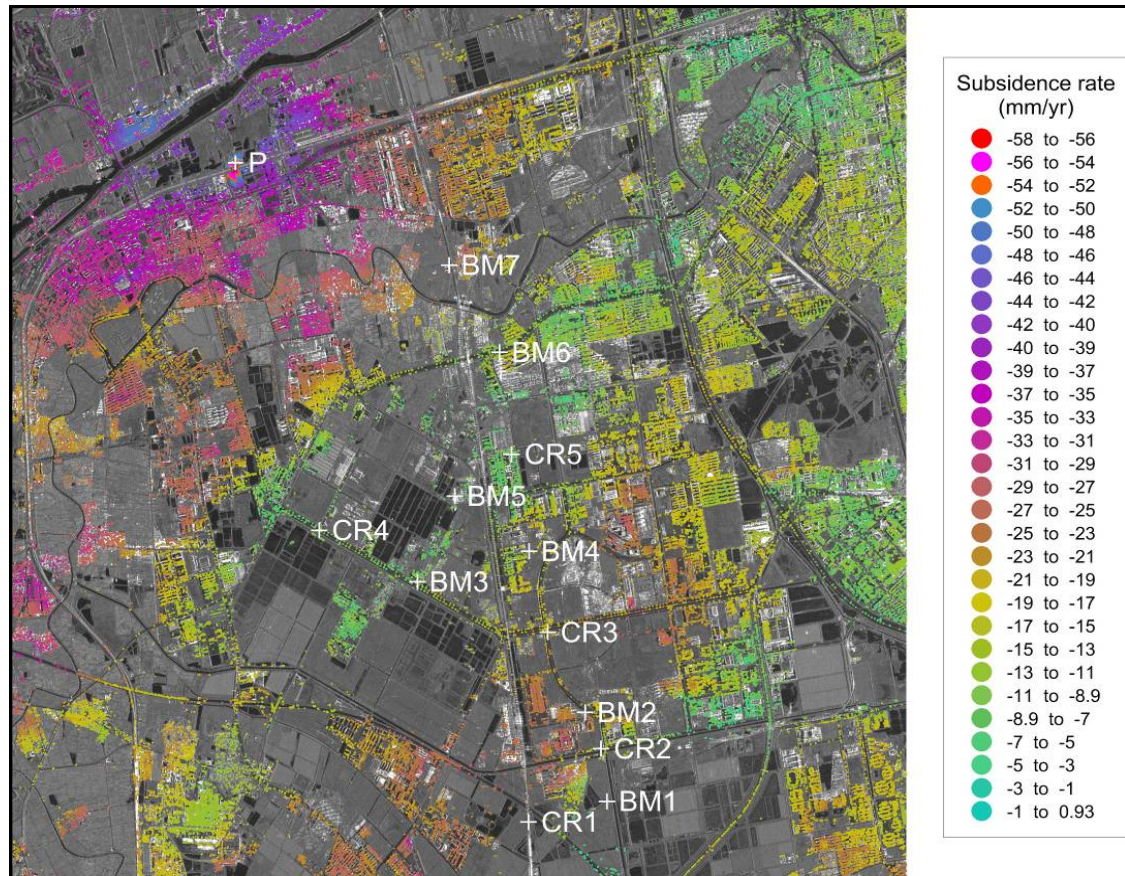 +P
+BM7
+BM6
+CR5
+BM5
+CR4
+BM4
+BM3
+CR3
+BM2
+CR2
+BM1
+CR1
Subsidence rate
(mm/yr)
-58 to -56
-56 to -54
-54 to -52
-52 to -50
-50 to -48
-48 to -46
-46 to -44
-44 to -42
-42 to -40
-40 to -39
-39 to -37
-37 to -35
-35 to -33
-33 to -31
-31 to -29
-29 to -27
-27 to -25
-25 to -23
-23 to -21
-21 to -19
-19 to -17
-17 to -15
-15 to -13
-13 to -11
-11 to -8.9
-8.9 to -7
-7 to -5
-5 to -3
-3 to -1
-1 to 0.93